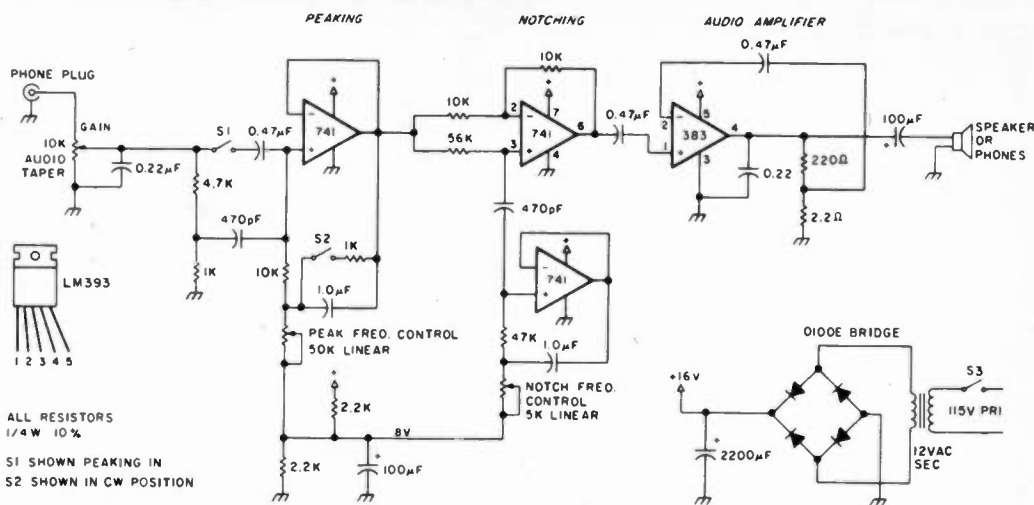 PEAKING
NOTCHING
AUDIO AMPLIFIER
PHONE PLUG
GAIN
10K
AUDIO
TAPER
0.22µF
S1
0.47µF
4.7K
470pF
1K
10K
S2
1K
1.0µF
-
+
741
+
PEAK FREQ. CONTROL
50K LINEAR
+
2.2K
2.2K
8V
+
100µF
10K
10K
56K
2
3
-
+
741
+
7
6
4
470pF
-
+
741
+
47K
1.0µF
NOTCH FREQ.
CONTROL
5K LINEAR
0.47µF
0.47µF
2
1
-
+
383
+
5
4
3
0.22
220Ω
2.2Ω
100µF
+
SPEAKER
OR
PHONES
LM393
1 2 3 4 5
ALL RESISTORS
1/4W 10%
S1 SHOWN PEAKING IN
S2 SHOWN IN CW POSITION
+16V
+
2200µF
0100E BRIDGE
S3
115V PRI
12VAC
SEC